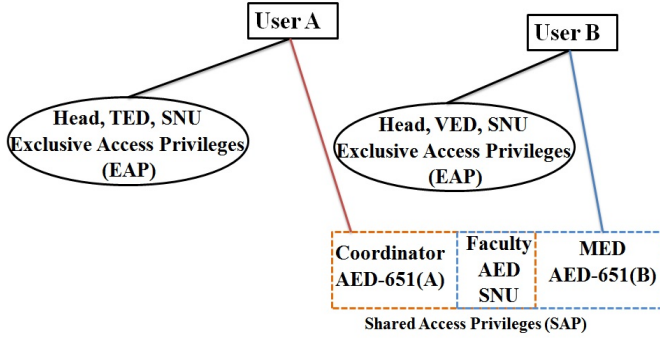 User A
User B
Head, TED, SNU
Exclusive Access Privileges
(EAP)
Head, VED, SNU
Exclusive Access Privileges
(EAP)
Coordinator
AED-651(A)
Faculty
AED
SNU
MED
AED-651(B)
Shared Access Privileges (SAP)